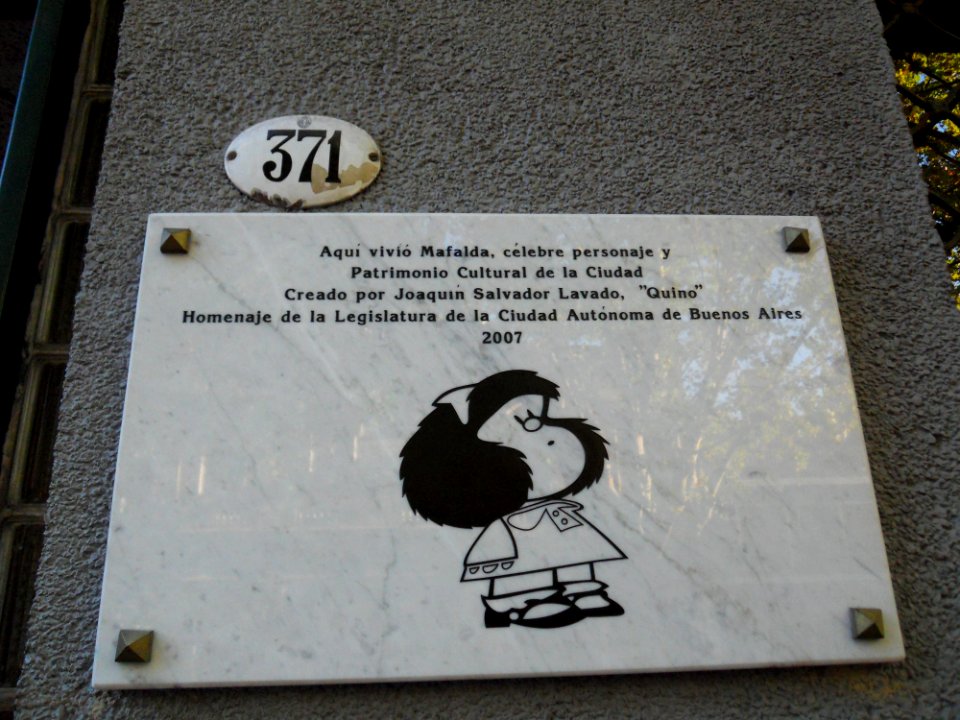 371
Aquí vivió Mafalda, célebre personaje y
Patrimonio Cultural de la Ciudad
Creado por Joaquín Salvador Lavado, "Quino"
Homenaje de la Legislatura de la Ciudad Autónoma de Buenos Aires
2007